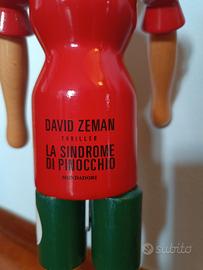 DAVID ZEMAN
THRILLER
LA SINDROME
DI PINOCCHIO
MONDADORI
subito